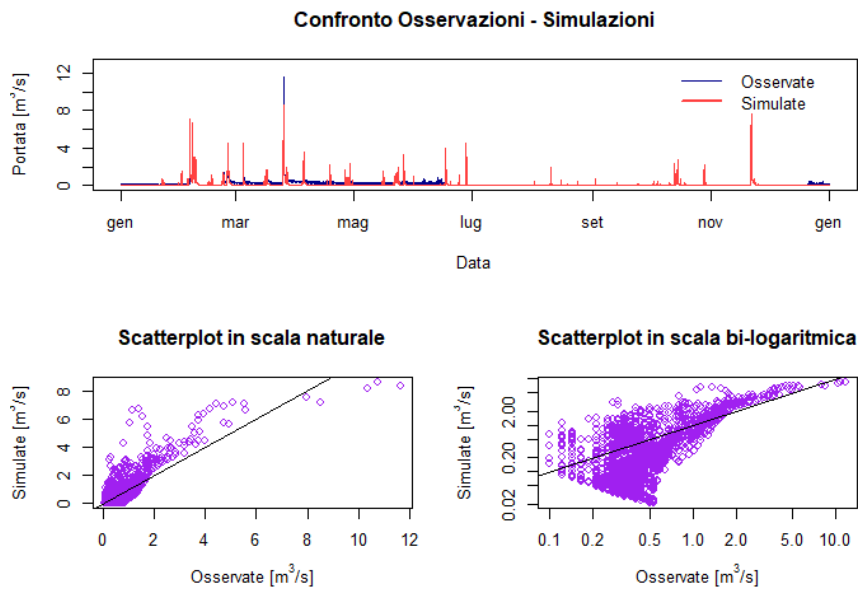 Confronto Osservazioni - Simulazioni
Portata [m³/s]
12
8
4
0
Osservate
Simulate
gen mar mag lug set nov gen
Data
Scatterplot in scala naturale
Simulate [m³/s]
8
6
4
2
0
0 2 4 6 8 10 12
Osservate [m³/s]
Scatterplot in scala bi-logaritmica
Simulate [m³/s]
2.00
0.20
0.02
0.1 0.2 0.5 1.0 2.0 5.0 10.0
Osservate [m³/s]